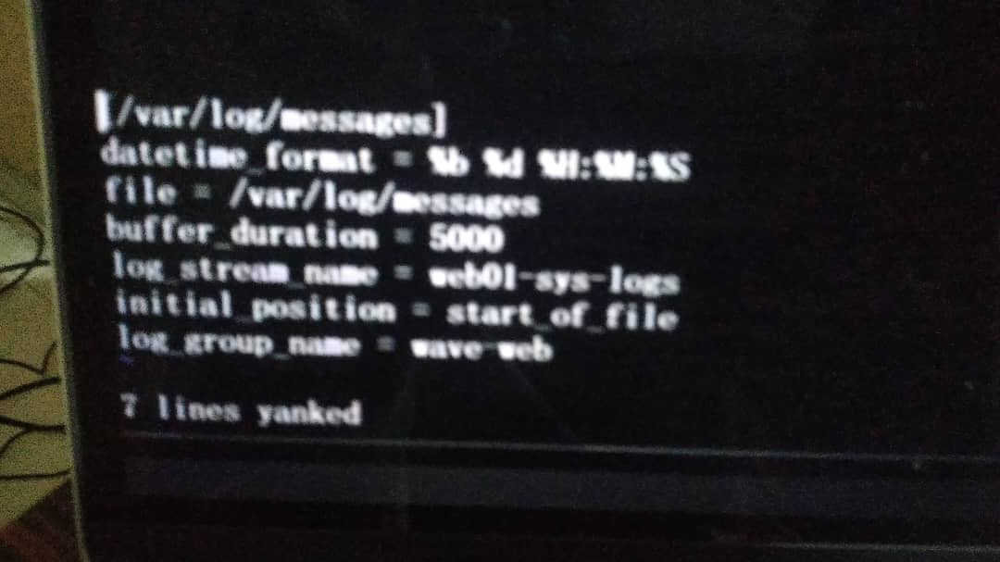 [/var/log/messages]
datetime_format = %b %d %H:%M:%S
file = /var/log/messages
buffer_duration = 5000
log_stream_name = web01-sys-logs
initial_position = start_of_file
log_group_name = wave-web
7 lines yanked